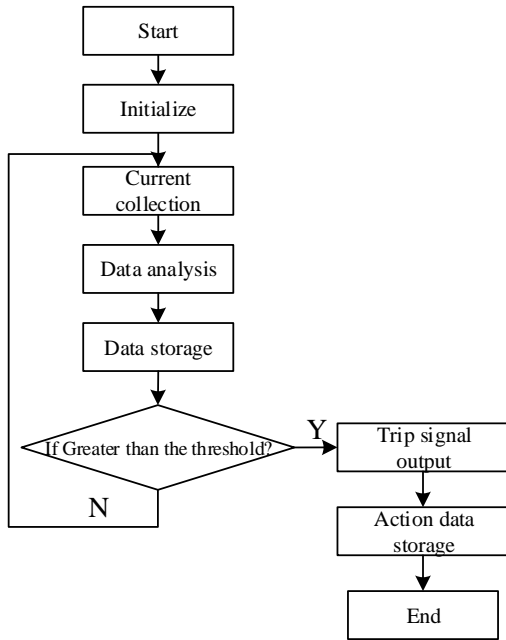 Start
Initialize
Current
collection
Data analysis
Data storage
If Greater than the threshold?
Y
N
Trip signal
output
Action data
storage
End